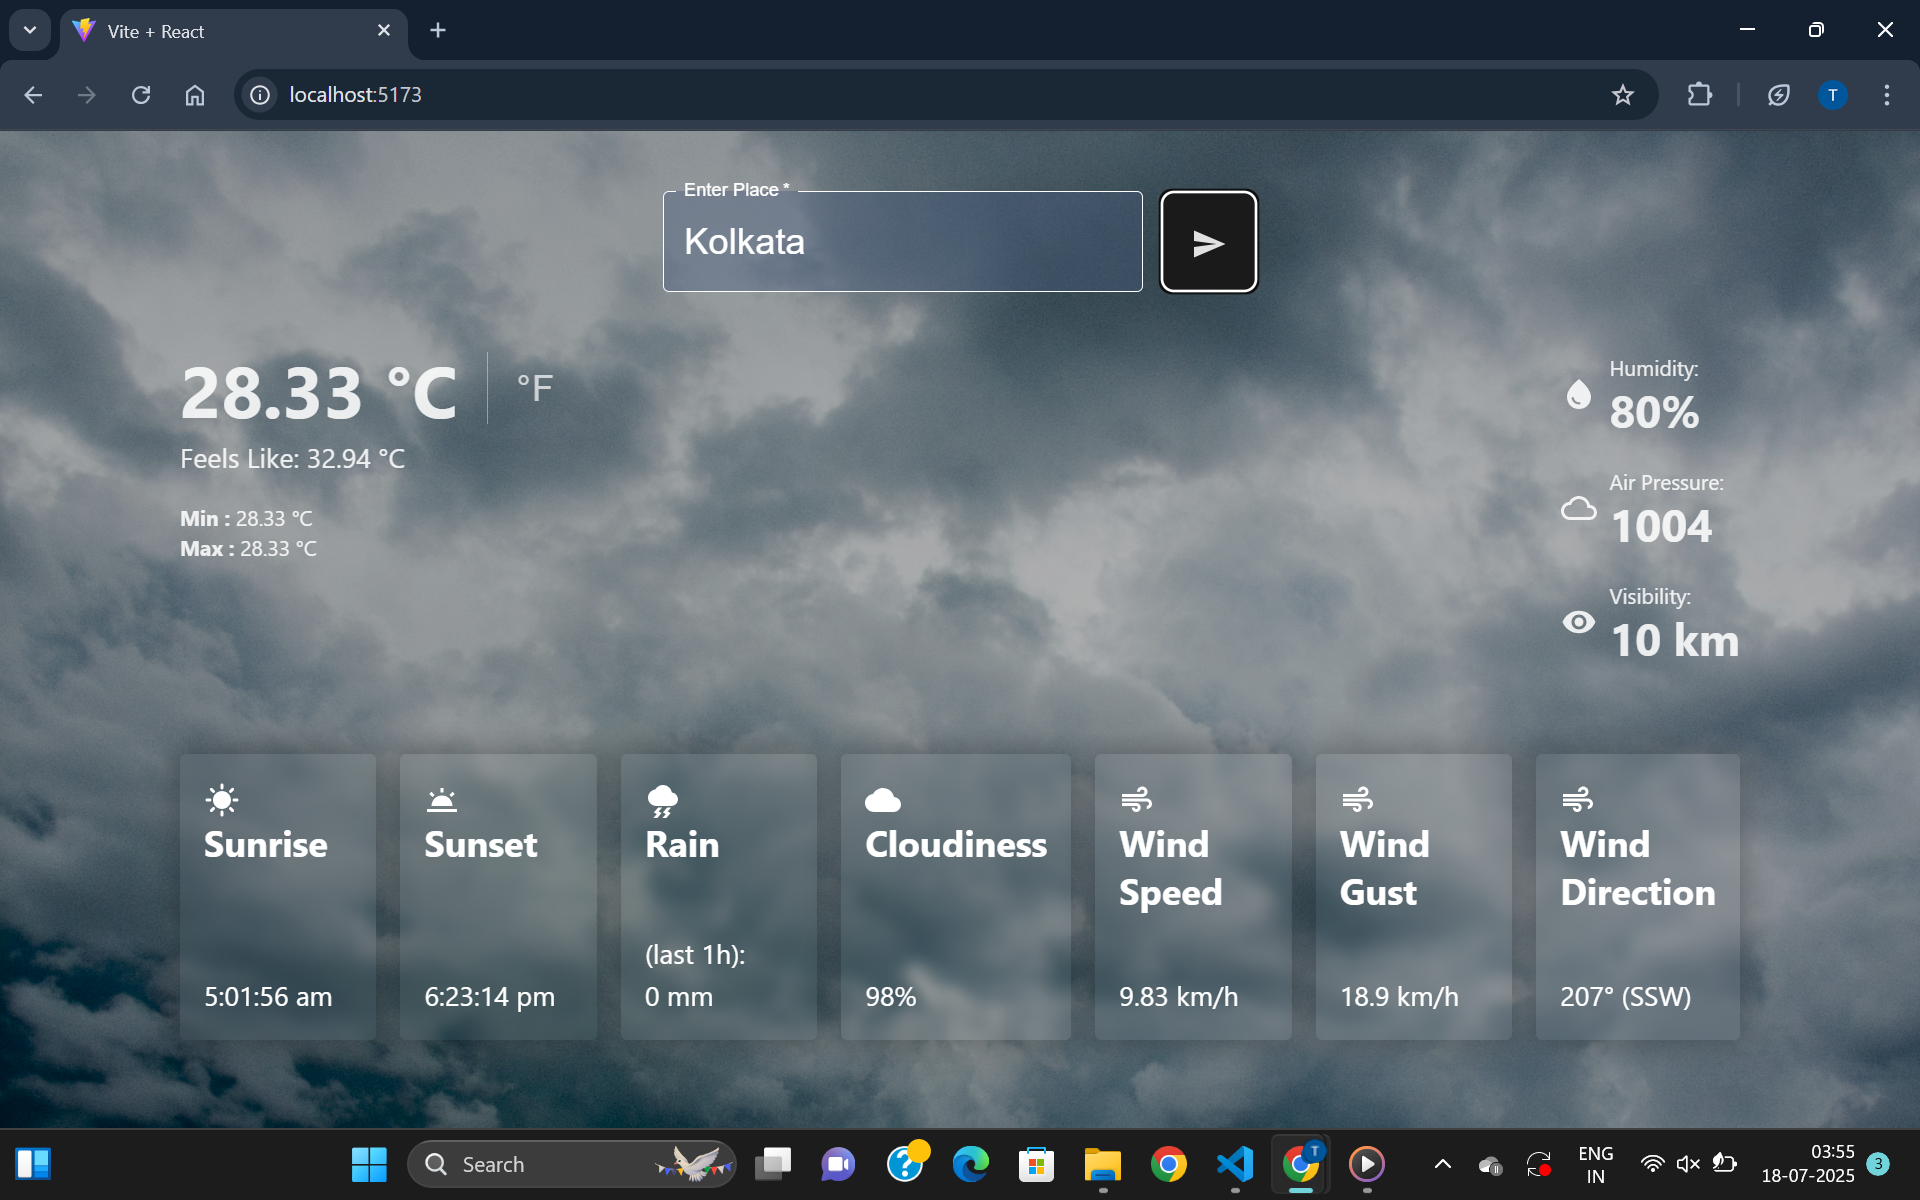 Vite + React
localhost:5173
Enter Place *
Kolkata
28.33 °C
°F
Feels Like: 32.94 °C
Min : 28.33 °C
Max : 28.33 °C
Humidity:
80%
Air Pressure:
1004
Visibility:
10 km
Sunrise
5:01:56 am
Sunset
6:23:14 pm
Rain
(last 1h):
0 mm
Cloudiness
98%
Wind
Speed
9.83 km/h
Wind
Gust
18.9 km/h
Wind
Direction
207° (SSW)
T
Search
T
ENG
IN
03:55
18-07-2025
3